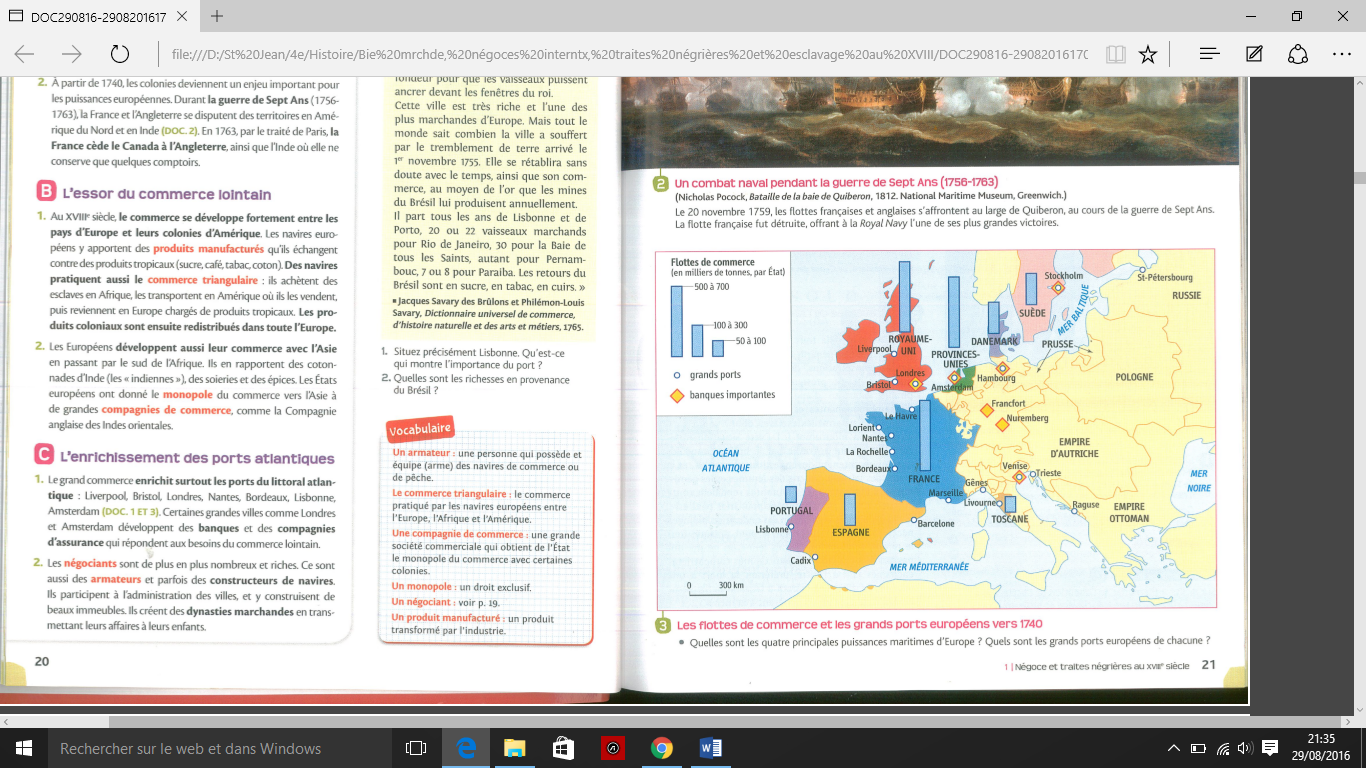 DOC290816-2908201617
file:///D:/St%20Jean/4e/Histoire/Bie%20mrchde,%20négoces%20interntx,%20traites%20négrières%20et%20esclavage%20au%20XVIII/DOC290816-29082016170
2. À partir de 1740, les colonies deviennent un enjeu important pour
les puissances européennes. Durant la guerre de Sept Ans (1756-
1763), la France et l'Angleterre se disputent des territoires en Amé-
rique du Nord et en Inde (DOC. 2). En 1763, par le traité de Paris, la
France cède le Canada à l'Angleterre, ainsi que l'Inde où elle ne
conserve que quelques comptoirs.
B L'essor du commerce lointain
1. Au XVIIIe siècle, le commerce se développe fortement entre les
pays d'Europe et leurs colonies d'Amérique. Les navires euro-
péens y apportent des produits manufacturés qu'ils échangent
contre des produits tropicaux (sucre, café, tabac, coton). Des navires
pratiquent aussi le commerce triangulaire : ils achètent des
esclaves en Afrique, les transportent en Amérique où ils les vendent,
puis reviennent en Europe chargés de produits tropicaux. Les pro-
duits coloniaux sont ensuite redistribués dans toute l'Europe.
2. Les Européens développent aussi leur commerce avec l'Asie
en passant par le sud de l'Afrique. Ils en rapportent des coton-
nades d'Inde (les « indiennes »), des soieries et des épices. Les États
européens ont donné le monopole du commerce vers l'Asie à
de grandes compagnies de commerce, comme la Compagnie
anglaise des Indes orientales.
C L'enrichissement des ports atlantiques
1. Le grand commerce enrichit surtout les ports du littoral atlan-
tique : Liverpool, Bristol, Londres, Nantes, Bordeaux, Lisbonne,
Amsterdam (DOC. 1 ET 3). Certaines grandes villes comme Londres
et Amsterdam développent des banques et des compagnies
d'assurance qui répondent aux besoins du commerce lointain.
2. Les négociants sont de plus en plus nombreux et riches. Ce sont
aussi des armateurs et parfois des constructeurs de navires.
Ils participent à l'administration des villes, et y construisent de
beaux immeubles. Ils créent des dynasties marchandes en trans-
mettant leurs affaires à leurs enfants.
20
fondeur pour que les vaisseaux puissent
ancrer devant les fenêtres du roi.
Cette ville est très riche et l'une des
plus marchandes d'Europe. Mais tout le
monde sait combien la ville a souffert
par le tremblement de terre arrivé le
1er novembre 1755. Elle se rétablira sans
doute avec le temps, ainsi que son com-
merce, au moyen de l'or que les mines
du Brésil lui produisent annuellement.
Il part tous les ans de Lisbonne et de
Porto, 20 ou 22 vaisseaux marchands
pour Rio de Janeiro, 30 pour la Baie de
tous les Saints, autant pour Pernam-
bouc, 7 ou 8 pour Paraíba. Les retours du
Brésil sont en sucre, en tabac, en cuirs. »
Jacques Savary des Brûlons et Philémon-Louis
Savary, Dictionnaire universel de commerce,
d'histoire naturelle et des arts et métiers, 1765.
1. Situez précisément Lisbonne. Qu'est-ce
qui montre l'importance du port ?
2. Quelles sont les richesses en provenance
du Brésil ?
Vocabulaire
Un armateur : une personne qui possède et
équipe (arme) des navires de commerce ou
de pêche.
Le commerce triangulaire : le commerce
pratiqué par les navires européens entre
l'Europe, l'Afrique et l'Amérique.
Une compagnie de commerce : une grande
société commerciale qui obtient de l'État
le monopole du commerce avec certaines
colonies.
Un monopole : un droit exclusif.
Un négociant : voir p. 19.
Un produit manufacturé : un produit
transformé par l'industrie.
2 Un combat naval pendant la guerre de Sept Ans (1756-1763)
(Nicholas Pocock, Bataille de la baie de Quiberon, 1812. National Maritime Museum, Greenwich.)
Le 20 novembre 1759, les flottes françaises et anglaises s'affrontent au large de Quiberon, au cours de la guerre de Sept Ans.
La flotte française fut détruite, offrant à la Royal Navy l'une de ses plus grandes victoires.
Flottes de commerce
(en milliers de tonnes, par État)
500 à 700
100 à 300
50 à 100
grands ports
banques importantes
Stockholm
St-Pétersbourg
RUSSIE
SUÈDE
MER BALTIQUE
DANEMARK
PRUSSE
ROYAUME-
UNI
Liverpool
PROVINCES-
UNIES
Londres
Bristol
Amsterdam
Hambourg
POLOGNE
Francfort
Nuremberg
Le Havre
Lorient
Nantes
La Rochelle
Bordeaux
FRANCE
OCÉAN
ATLANTIQUE
EMPIRE
D'AUTRICHE
Venise
Trieste
MER
NOIRE
Gênes
Marseille
Livourne
TOSCANE
Raguse
EMPIRE
OTTOMAN
PORTUGAL
Lisbonne
ESPAGNE
Barcelone
Cadix
MER MÉDITERRANÉE
0 300 km
3 Les flottes de commerce et les grands ports européens vers 1740
• Quelles sont les quatre principales puissances maritimes d'Europe ? Quels sont les grands ports européens de chacune ?
1 | Négoce et traites négrières au XVIIIe siècle 21
Rechercher sur le web et dans Windows
21:35
29/08/2016